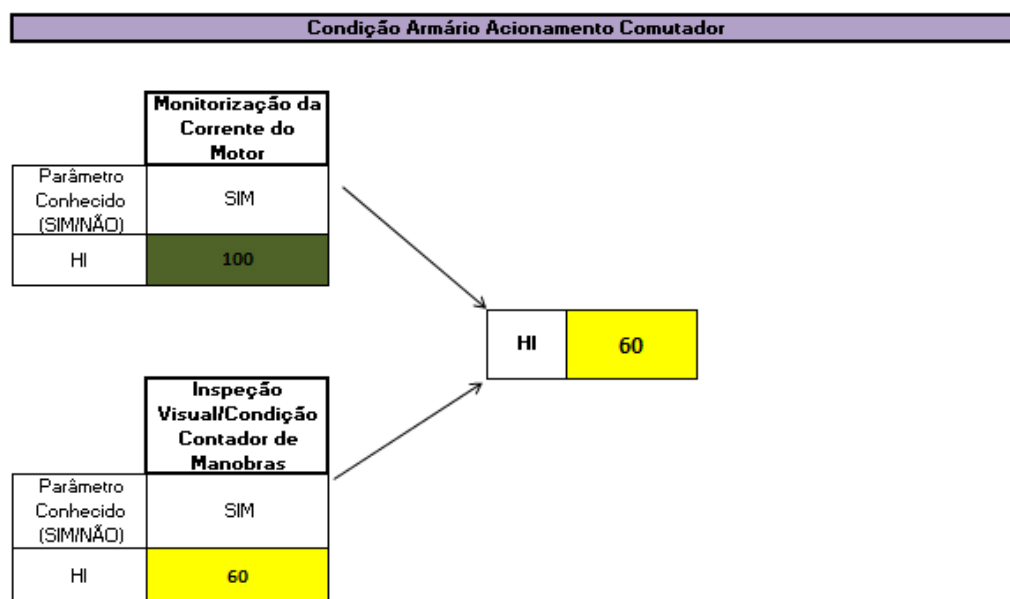 Condição Armário Acionamento Comutador
Monitorização da
Corrente do
Motor
Parâmetro
Conhecido
(SIM/NÃO)
SIM
HI
100
HI
60
Inspeção
Visual/Condição
Contador de
Manobras
Parâmetro
Conhecido
(SIM/NÃO)
SIM
HI
60